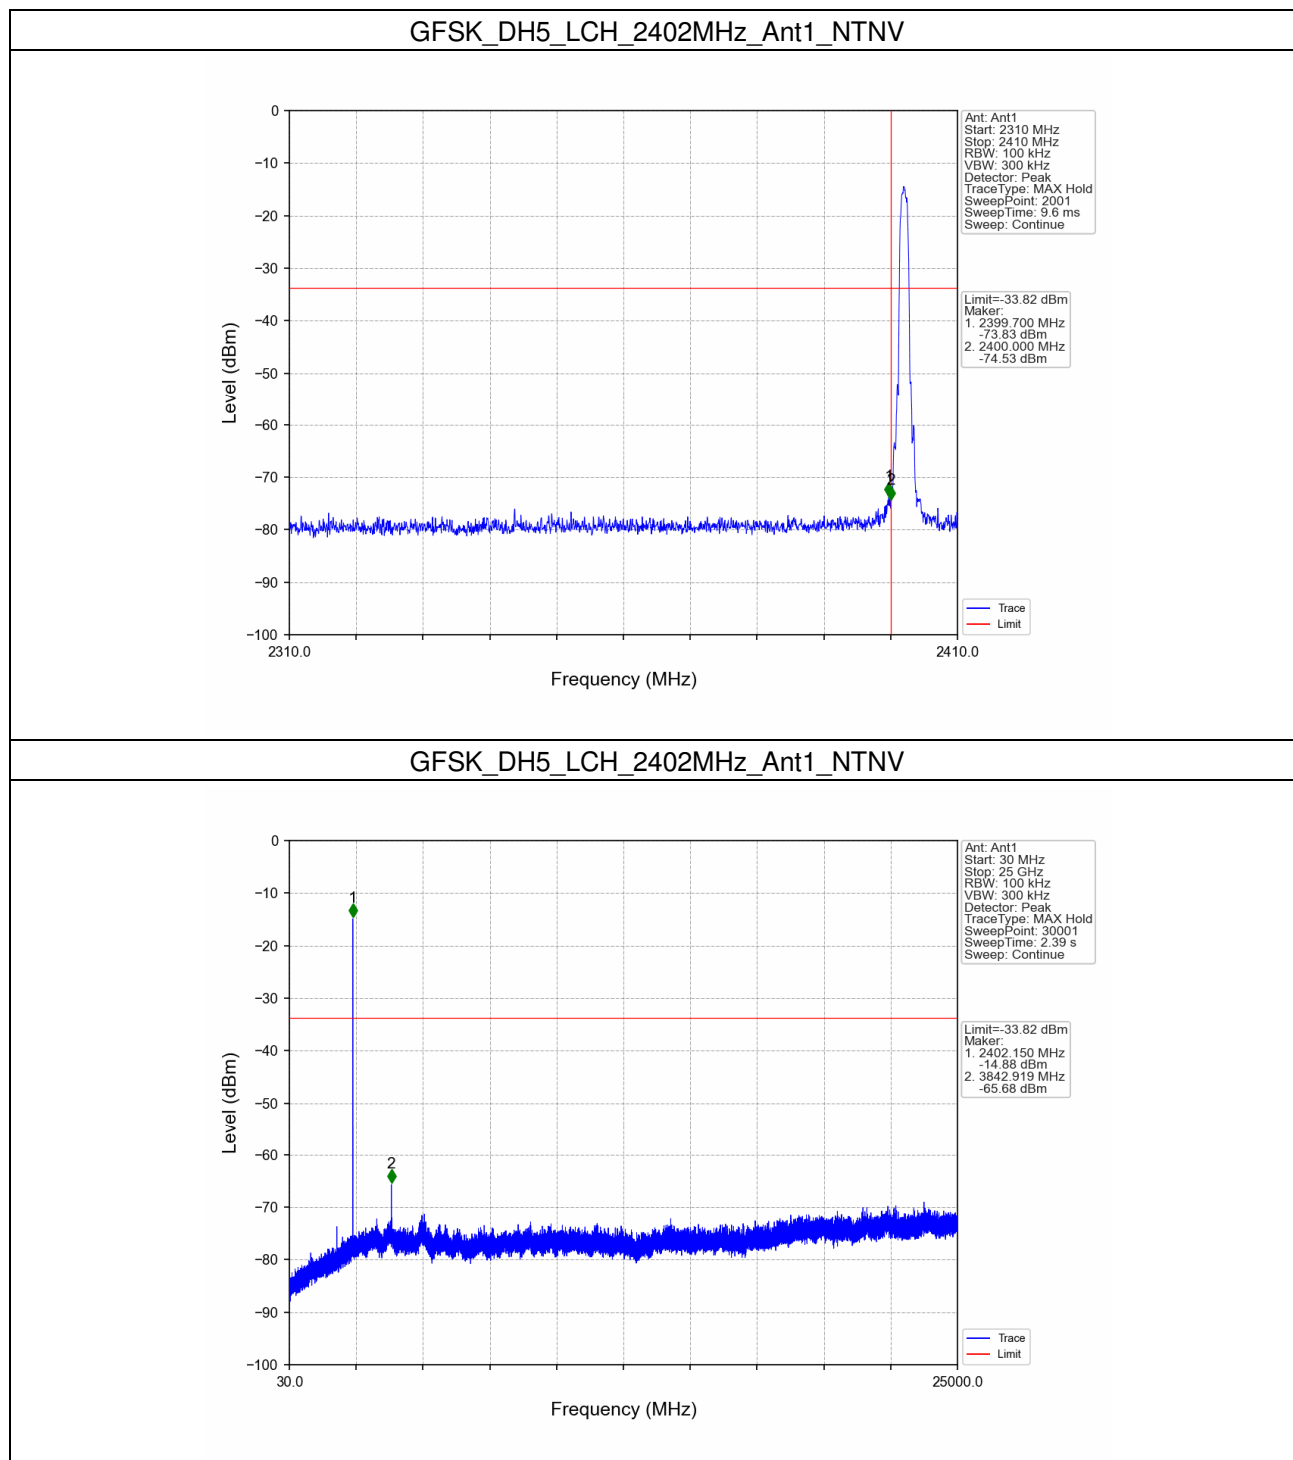 GFSK_DH5_LCH_2402MHz_Ant1_NTNV
0
−10
−20
−30
−40
−50
−60
−70
−80
−90
−100
Level (dBm)
2310.0
2410.0
Frequency (MHz)
1
2
Ant: Ant1
Start: 2310 MHz
Stop: 2410 MHz
RBW: 100 kHz
VBW: 300 kHz
Detector: Peak
TraceType: MAX Hold
SweepPoint: 2001
SweepTime: 9.6 ms
Sweep: Continue
Limit=-33.82 dBm
Maker:
1. 2399.700 MHz
-73.83 dBm
2. 2400.000 MHz
-74.53 dBm
Trace
Limit
GFSK_DH5_LCH_2402MHz_Ant1_NTNV
0
−10
−20
−30
−40
−50
−60
−70
−80
−90
−100
Level (dBm)
30.0
25000.0
Frequency (MHz)
1
2
Ant: Ant1
Start: 30 MHz
Stop: 25 GHz
RBW: 100 kHz
VBW: 300 kHz
Detector: Peak
TraceType: MAX Hold
SweepPoint: 30001
SweepTime: 2.39 s
Sweep: Continue
Limit=-33.82 dBm
Maker:
1. 2402.150 MHz
-14.88 dBm
2. 3842.919 MHz
-65.68 dBm
Trace
Limit